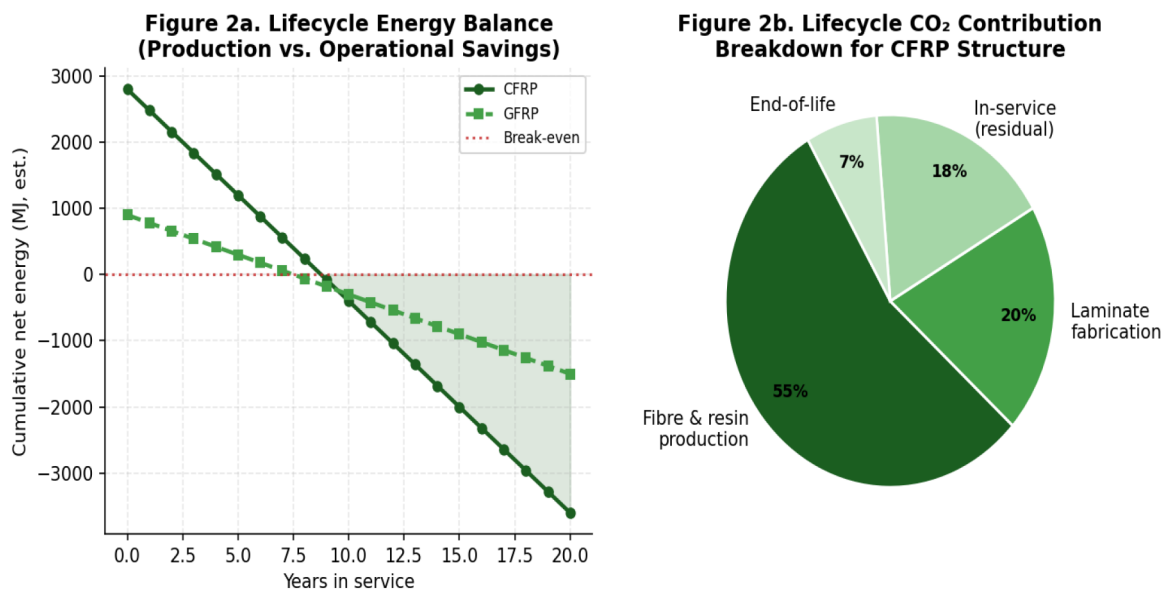 Figure 2a. Lifecycle Energy Balance
(Production vs. Operational Savings)
Cumulative net energy (MJ, est.)
3000
2000
1000
0
−1000
−2000
−3000
CFRP
GFRP
Break-even
0.0
2.5
5.0
7.5
10.0
12.5
15.0
17.5
20.0
Years in service
Figure 2b. Lifecycle CO₂ Contribution
Breakdown for CFRP Structure
End-of-life
7%
In-service
(residual)
18%
Laminate
fabrication
20%
Fibre & resin
production
55%